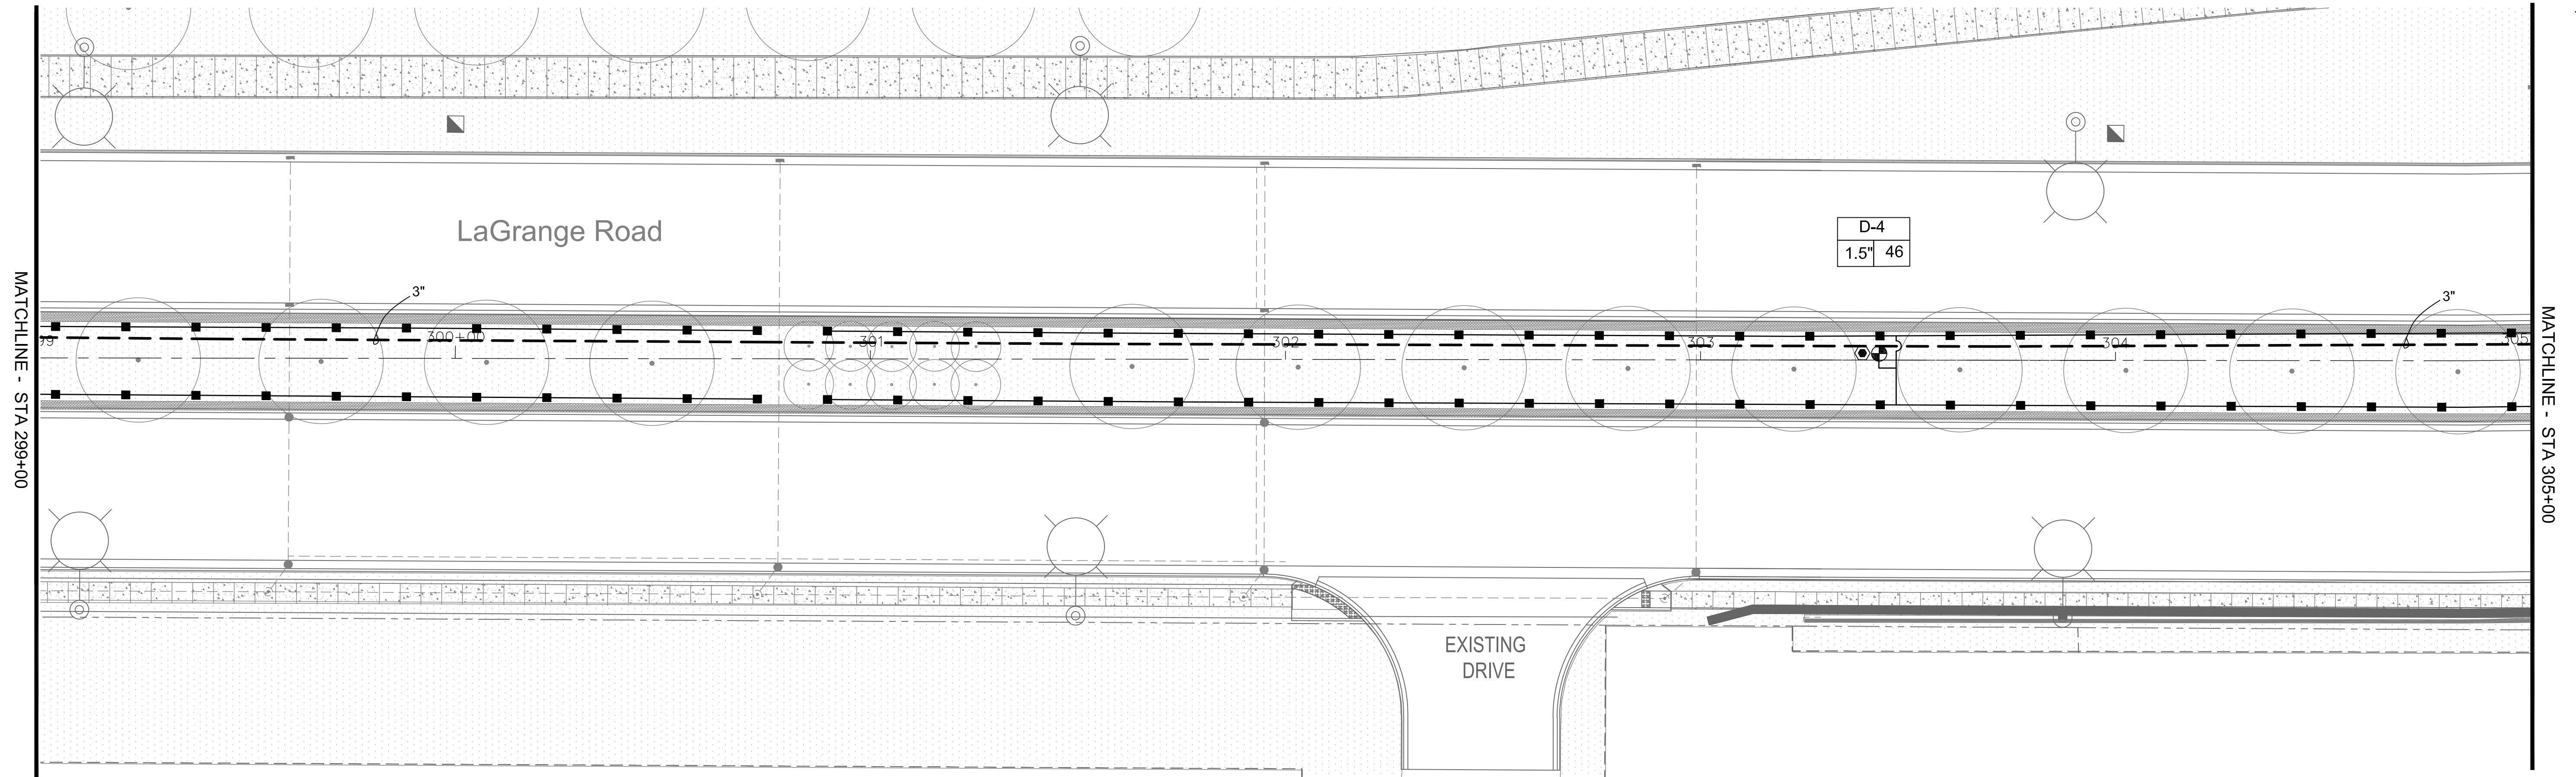 LaGrange Road
D-4
1.5" 46
3"
3"
99
300+00
301
302
303
304
305
MATCHLINE - STA 299+00
MATCHLINE - STA 305+00
EXISTING
DRIVE